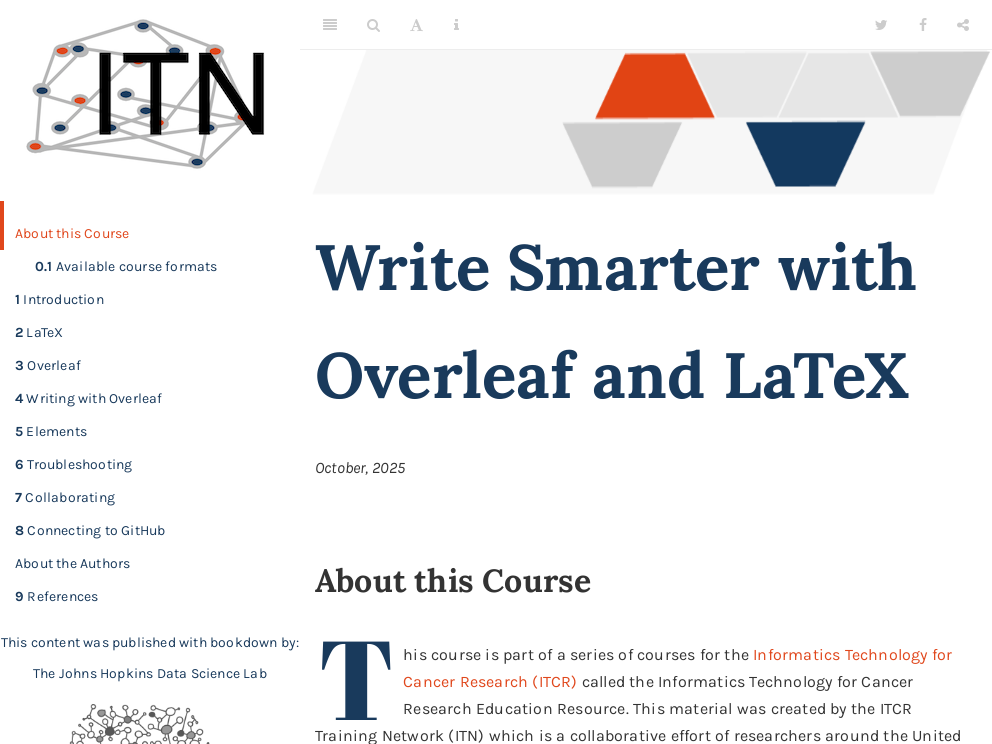 ITN
About this Course
0.1 Available course formats
1 Introduction
2 LaTeX
3 Overleaf
4 Writing with Overleaf
5 Elements
6 Troubleshooting
7 Collaborating
8 Connecting to GitHub
About the Authors
9 References
This content was published with bookdown by:
The Johns Hopkins Data Science Lab
Write Smarter with
Overleaf and LaTeX
October, 2025
About this Course
This course is part of a series of courses for the Informatics Technology for
Cancer Research (ITCR) called the Informatics Technology for Cancer
Research Education Resource. This material was created by the ITCR
Training Network (ITN) which is a collaborative effort of researchers around the United